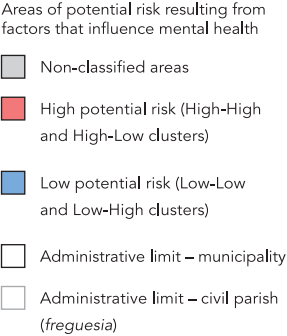 Areas of potential risk resulting from
factors that influence mental health
Non-classified areas
High potential risk (High-High
and High-Low clusters)
Low potential risk (Low-Low
and Low-High clusters)
Administrative limit – municipality
Administrative limit – civil parish
(freguesia)